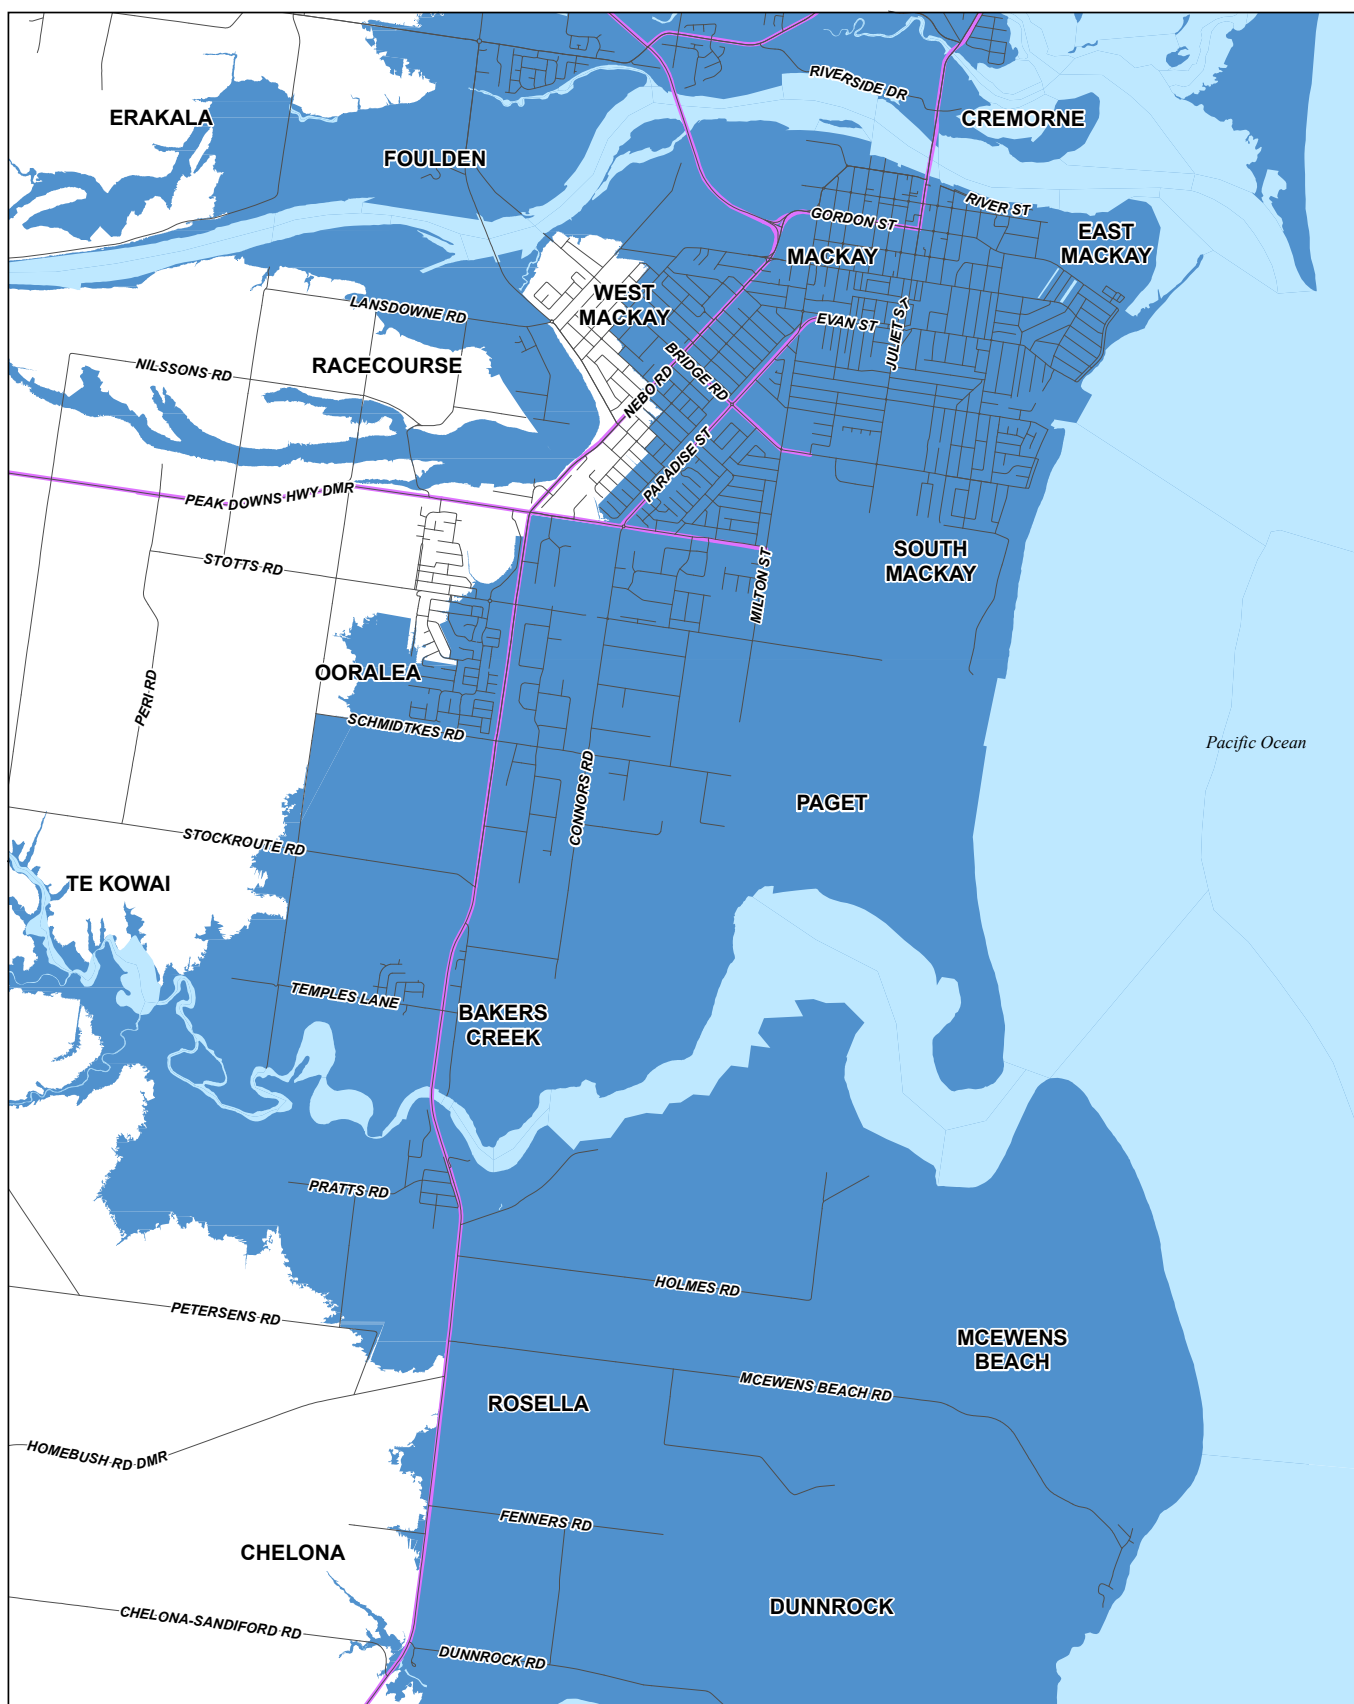 RIVERSIDE DR
ERAKALA
CREMORNE
FOULDEN
RIVER ST
GORDON ST
EAST
MACKAY
MACKAY
WEST
MACKAY
LANSDOWNE RD
EVAN ST
JULIET ST
RACECOURSE
NILSSONS RD
BRIDGE RD
NEBO RD
PARADISE ST
PEAK DOWNS HWY DMR
SOUTH
MACKAY
STOTTS RD
MILTON ST
OORALEA
PERI RD
SCHMIDTKES RD
Pacific Ocean
CONNORS RD
PAGET
STOCKROUTE RD
TE KOWAI
TEMPLES LANE
BAKERS
CREEK
PRATTS RD
HOLMES RD
PETERSENS RD
MCEWENS
BEACH
MCEWENS BEACH RD
ROSELLA
HOMEBUSH RD DMR
FENNERS RD
CHELONA
DUNNROCK
CHELONA-SANDIFORD RD
DUNNROCK RD